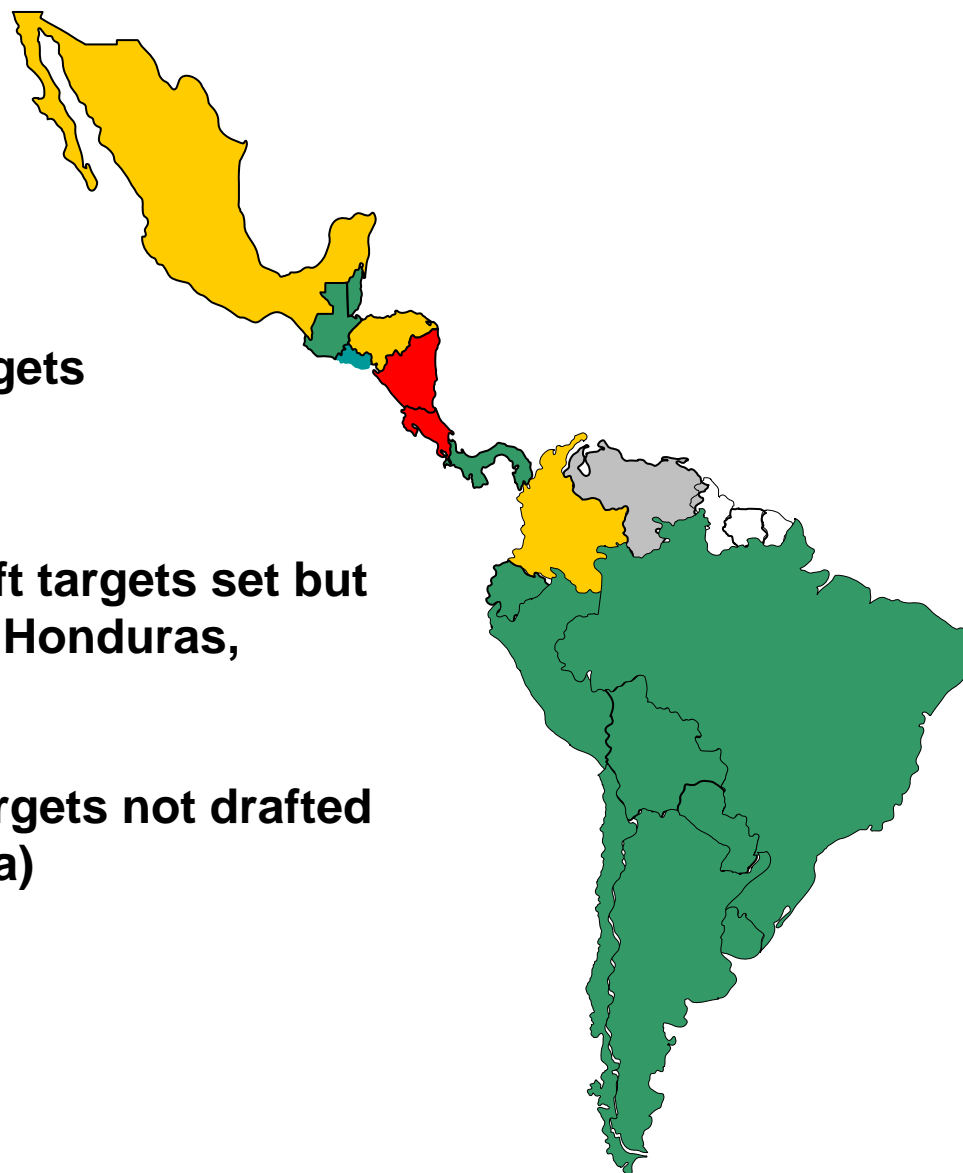 gets
ft targets set but
Honduras,
rgets not drafted
a)